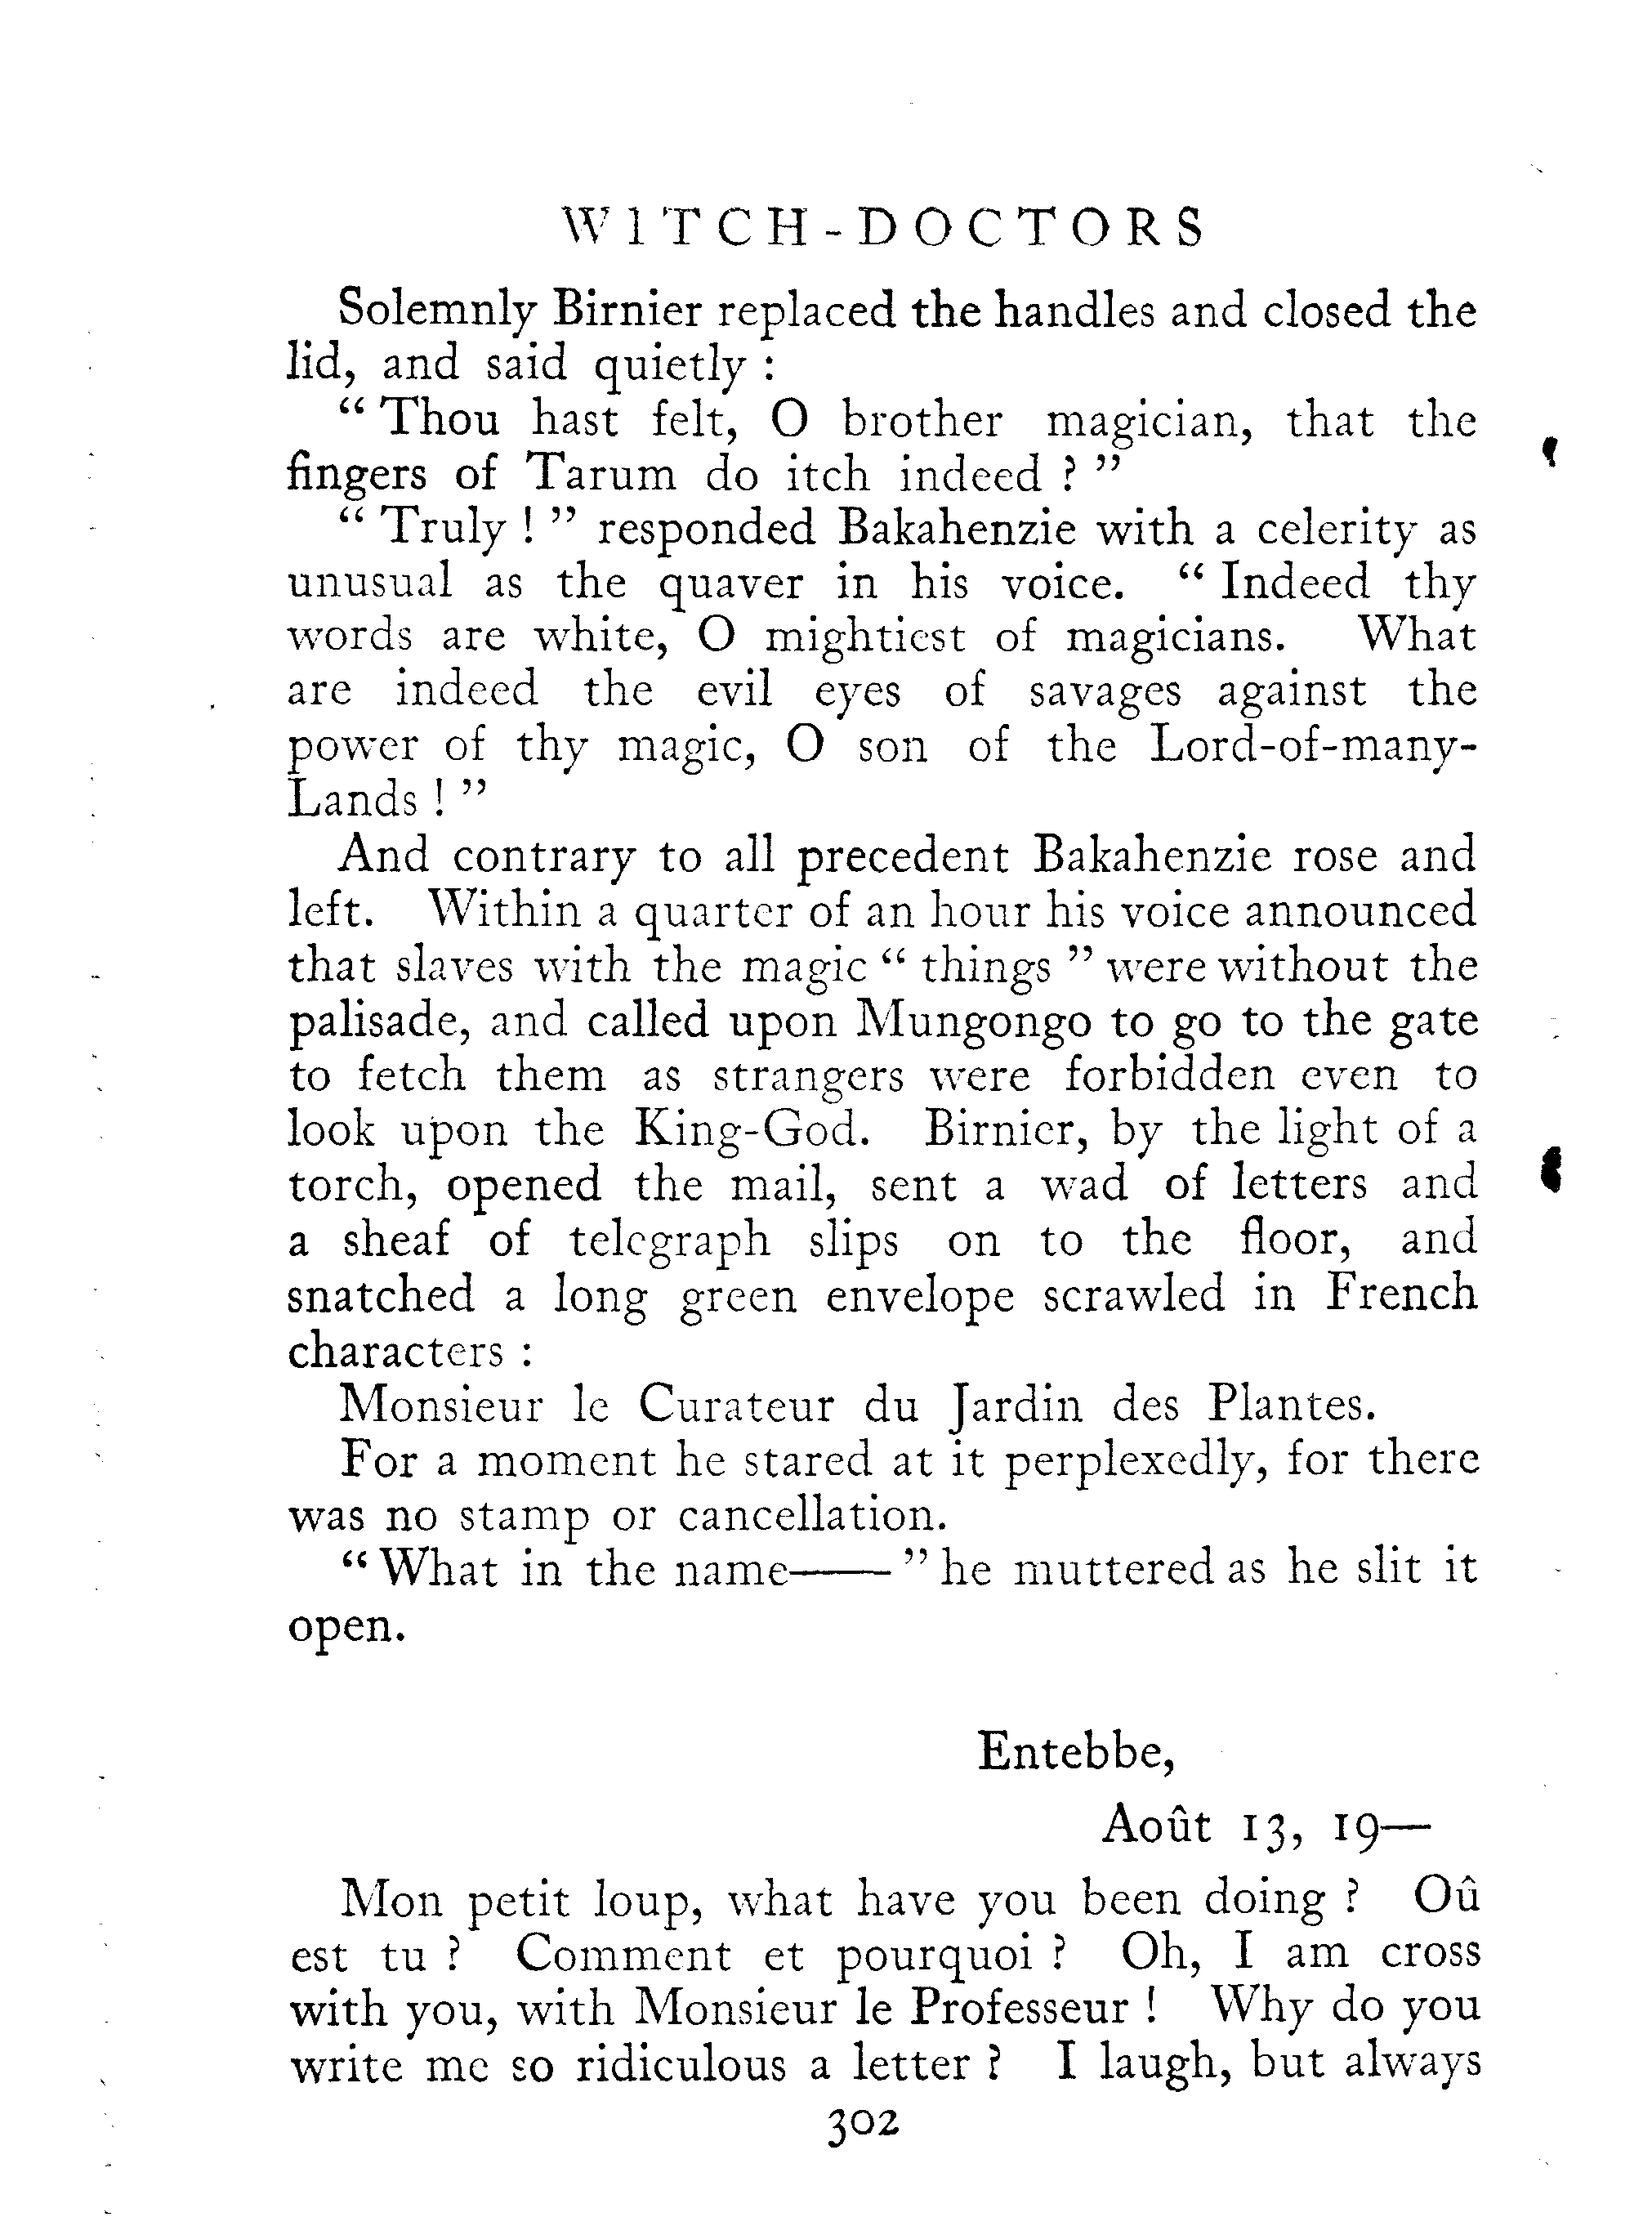 WITCH-DOCTORS
Solemnly Birnier replaced the handles and closed the
lid, and said quietly :
“ Thou hast felt, O brother magician, that the
fingers of Tarum do itch indeed ? ”
“ Truly ! ” responded Bakahenzie with a celerity as
unusual as the quaver in his voice. “ Indeed thy
words are white, O mightiest of magicians. What
are indeed the evil eyes of savages against the
power of thy magic, O son of the Lord-of-many-
Lands ! ”
And contrary to all precedent Bakahenzie rose and
left. Within a quarter of an hour his voice announced
that slaves with the magic “ things ” were without the
palisade, and called upon Mungongo to go to the gate
to fetch them as strangers were forbidden even to
look upon the King-God. Birnier, by the light of a
torch, opened the mail, sent a wad of letters and
a sheaf of telegraph slips on to the floor, and
snatched a long green envelope scrawled in French
characters :
Monsieur le Curateur du Jardin des Plantes.
For a moment he stared at it perplexedly, for there
was no stamp or cancellation.
“ What in the name—— ” he muttered as he slit it
open.
Entebbe,
Août 13, 19—
Mon petit loup, what have you been doing ? Oû
est tu ? Comment et pourquoi ? Oh, I am cross
with you, with Monsieur le Professeur ! Why do you
write me so ridiculous a letter ? I laugh, but always
302